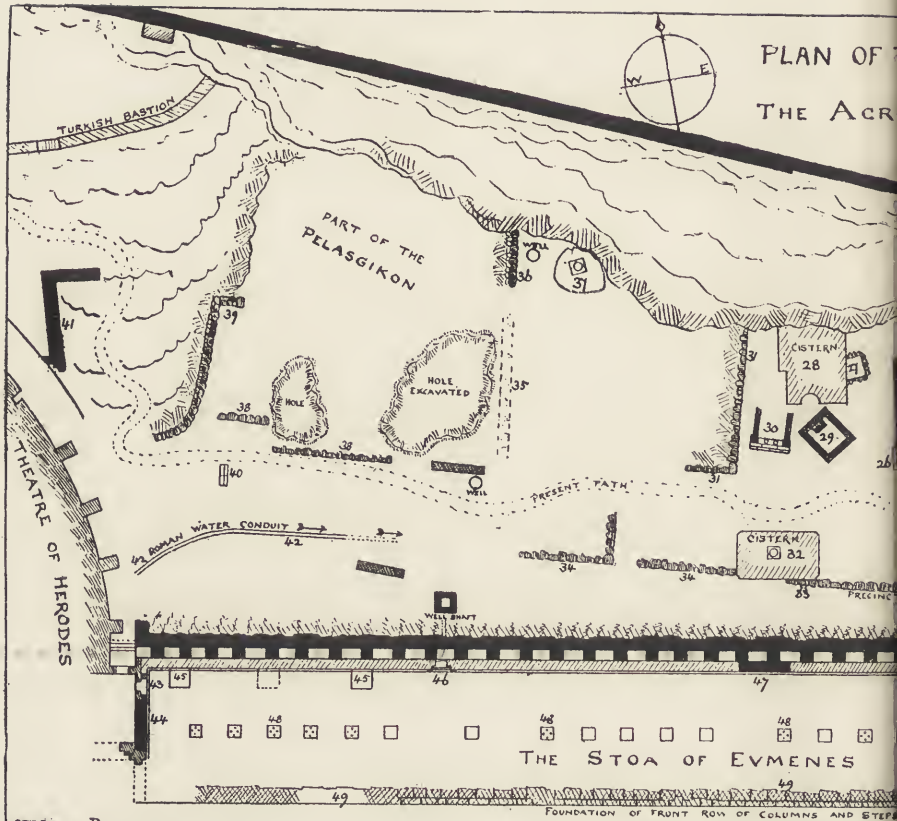 PLAN OF
THE ACR
W
E
TURKISH BASTION
PART OF THE
PELASGIKON
WELL
36
37
39
41
HOLE
HOLE
EXCAVATED
35
31
CISTERN
28
30
29
26
38
38
31
40
WELL
PRESENT PATH
THEATRE OF HERODES
42
ROMAN WATER CONDUIT
42
34
34
CISTERN
32
33
PRECINC
WELL SHAFT
43
45
45
46
47
44
48
48
48
THE STOA OF EVMENES
49
49
FOUNDATION OF FRONT ROW OF COLUMNS AND STEPS